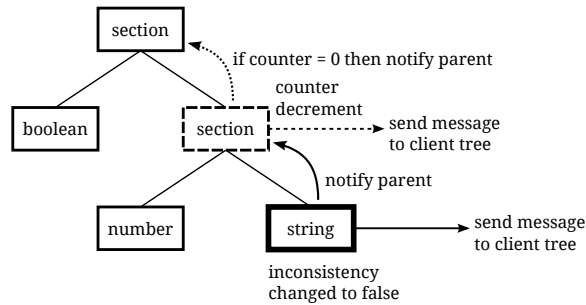 section
if counter = 0 then notify parent
counter
decrement
boolean
section
send message
to client tree
notify parent
number
string
send message
to client tree
inconsistency
changed to false